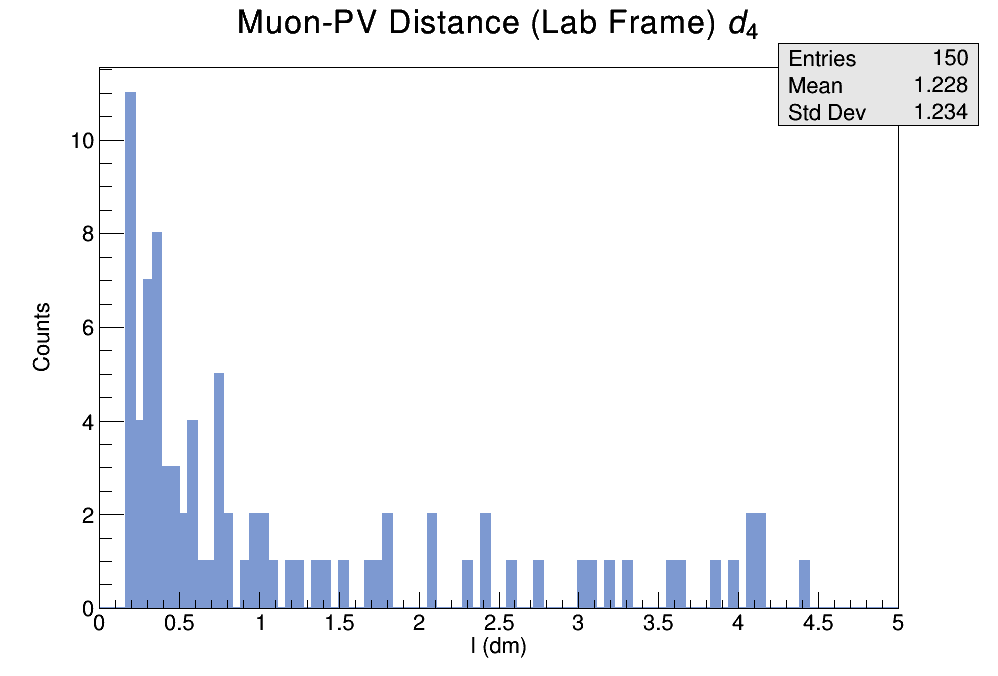 Muon-PV Distance (Lab Frame) d4
Entries 150
Mean 1.228
Std Dev 1.234
10
8
6
4
2
0
Counts
0 0.5 1 1.5 2 2.5 3 3.5 4 4.5 5
l (dm)